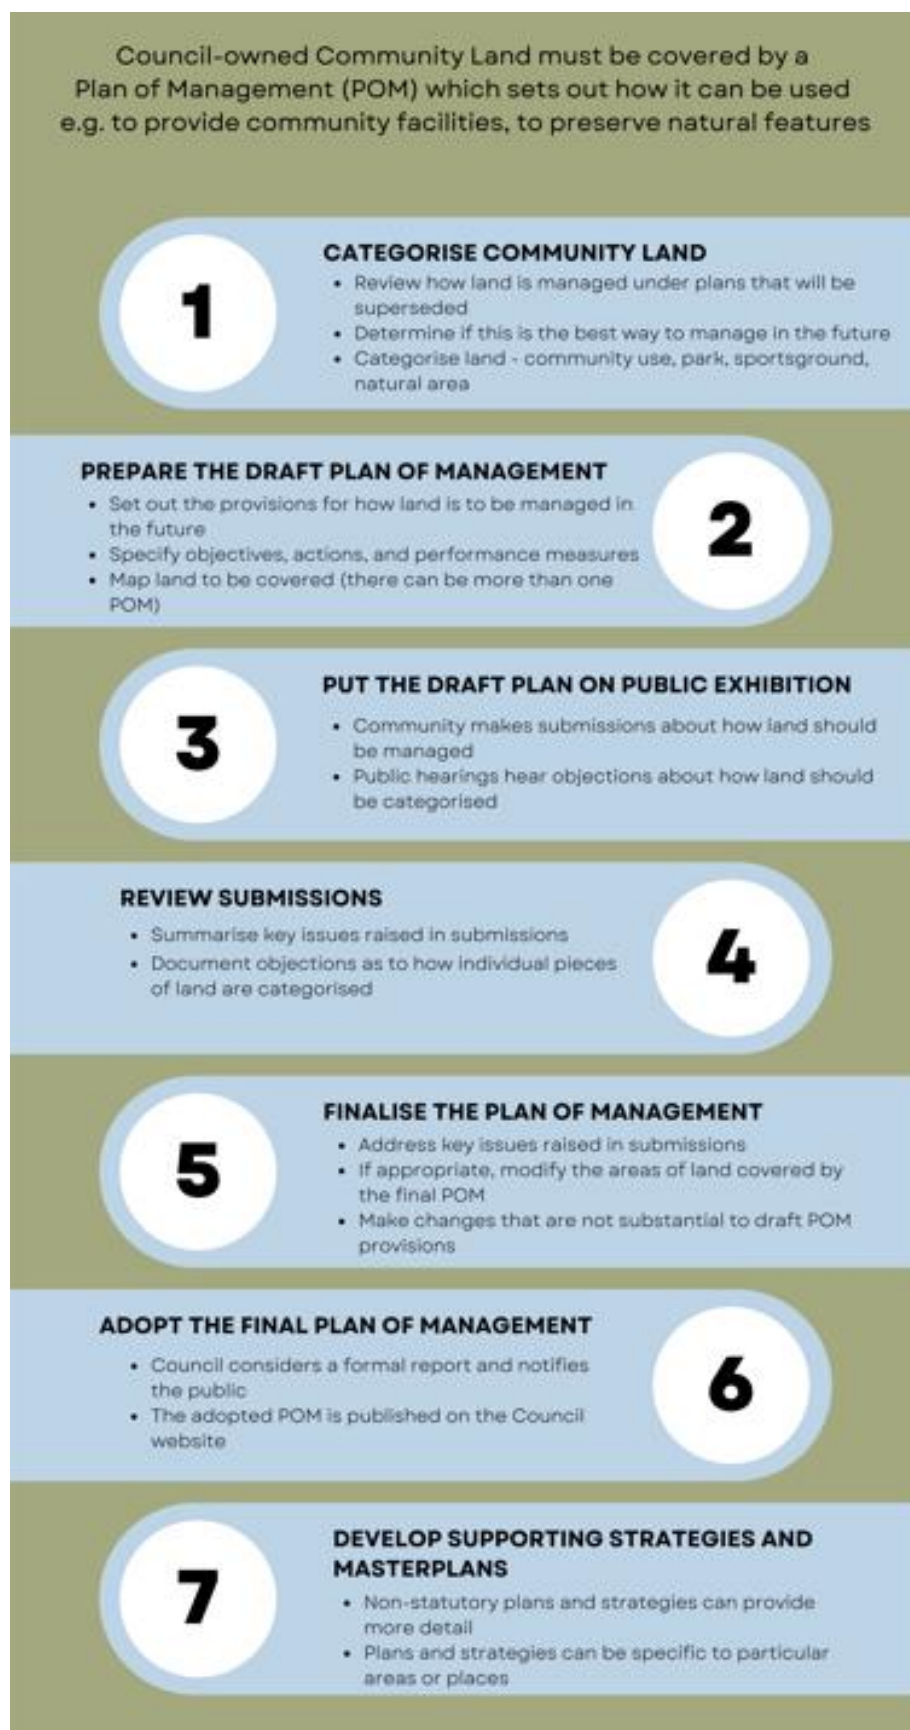 Council-owned Community Land must be covered by a
Plan of Management (POM) which sets out how it can be used
e.g. to provide community facilities, to preserve natural features
1
CATEGORISE COMMUNITY LAND
• Review how land is managed under plans that will be
superseded
• Determine if this is the best way to manage in the future
• Categorise land - community use, park, sportsground,
natural area
PREPARE THE DRAFT PLAN OF MANAGEMENT
• Set out the provisions for how land is to be managed in
the future
• Specify objectives, actions, and performance measures
• Map land to be covered (there can be more than one
POM)
2
3
PUT THE DRAFT PLAN ON PUBLIC EXHIBITION
• Community makes submissions about how land should
be managed
• Public hearings hear objections about how land should
be categorised
REVIEW SUBMISSIONS
• Summarise key issues raised in submissions
• Document objections as to how individual pieces
of land are categorised
4
5
FINALISE THE PLAN OF MANAGEMENT
• Address key issues raised in submissions
• If appropriate, modify the areas of land covered by
the final POM
• Make changes that are not substantial to draft POM
provisions
ADOPT THE FINAL PLAN OF MANAGEMENT
• Council considers a formal report and notifies
the public
• The adopted POM is published on the Council
website
6
7
DEVELOP SUPPORTING STRATEGIES AND
MASTERPLANS
• Non-statutory plans and strategies can provide
more detail
• Plans and strategies can be specific to particular
areas or places